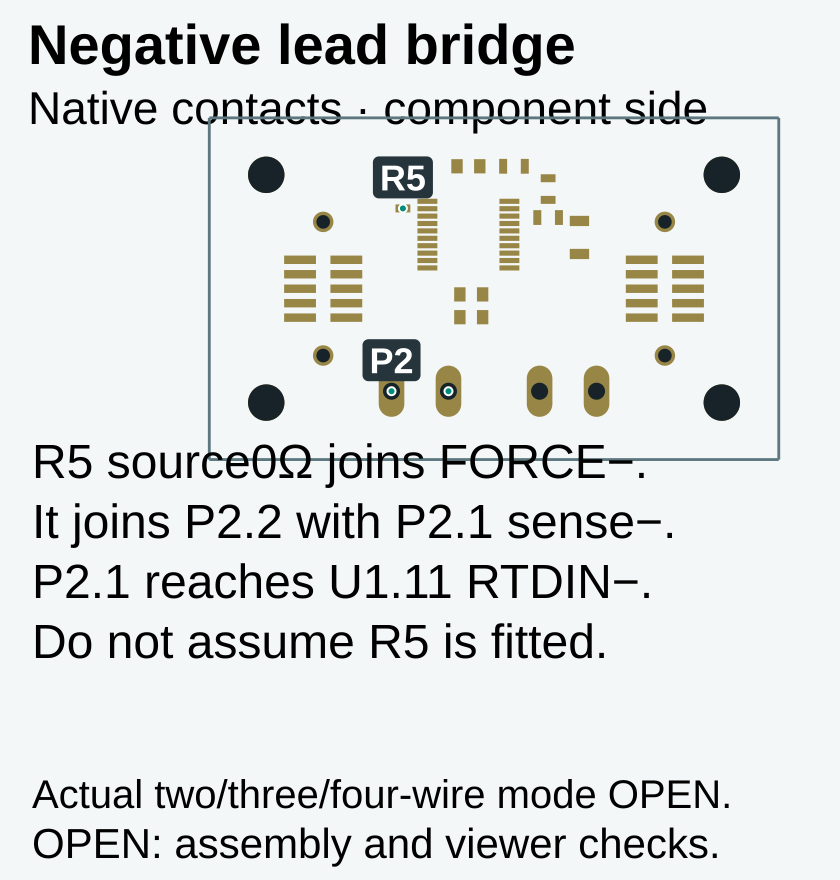 Negative lead bridge
Native contacts · component side
R5
P2
R5 source0Ω joins FORCE−.
It joins P2.2 with P2.1 sense−.
P2.1 reaches U1.11 RTDIN−.
Do not assume R5 is fitted.
Actual two/three/four-wire mode OPEN.
OPEN: assembly and viewer checks.